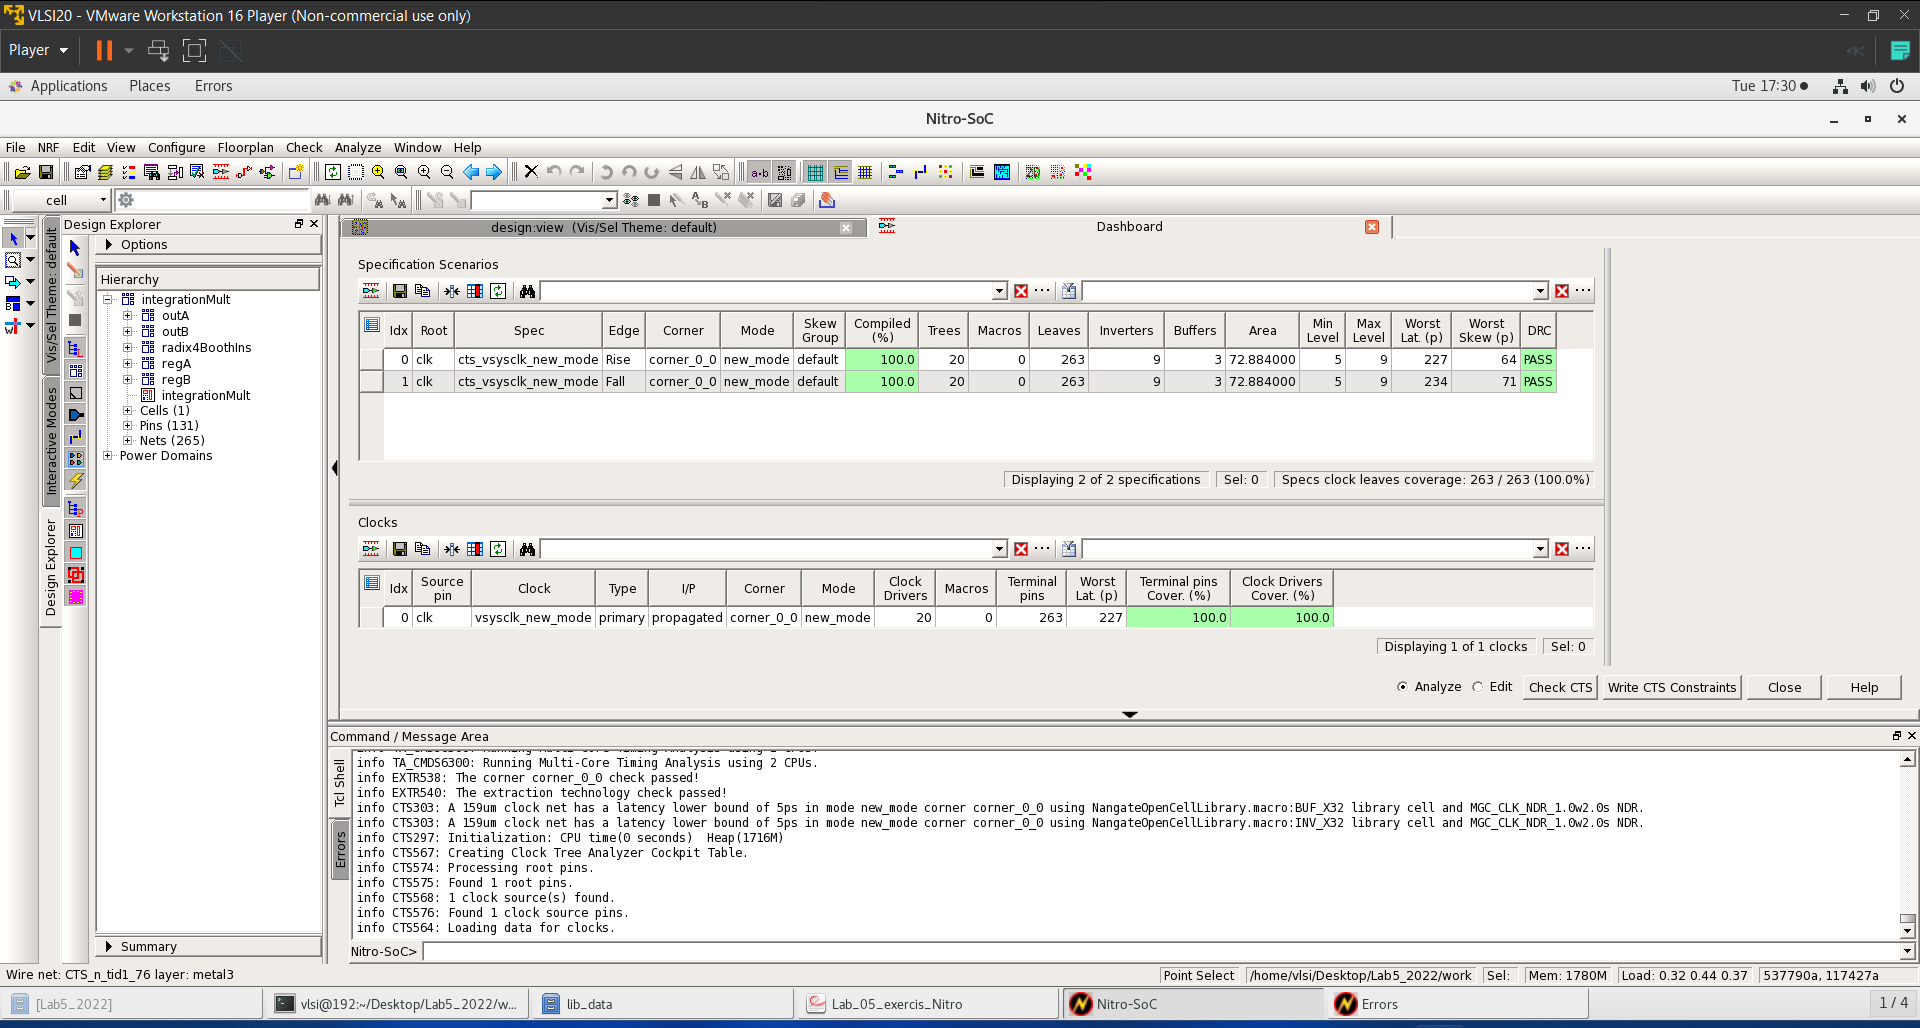 VLSI20 - VMware Workstation 16 Player (Non-commercial use only)
Player
Applications Places Errors Tue 17:30
Nitro-SoC
File NRF Edit View Configure Floorplan Check Analyze Window Help
cell
Design Explorer
Options
Hierarchy
integrationMult
outA
outB
radix4BoothIns
regA
regB
integrationMult
Cells (1)
Pins (131)
Nets (265)
Power Domains
Summary
Vis/Sel Theme: default
Interactive Modes
Design Explorer
design:view (Vis/Sel Theme: default)
Dashboard
Specification Scenarios
Idx Root Spec Edge Corner Mode Skew Group Compiled (%) Trees Macros Leaves Inverters Buffers Area Min Level Max Level Worst Lat. (p) Worst Skew (p) DRC
0 clk cts_vsysclk_new_mode Rise corner_0_0 new_mode default 100.0 20 0 263 9 3 72.884000 5 9 227 64 PASS
1 clk cts_vsysclk_new_mode Fall corner_0_0 new_mode default 100.0 20 0 263 9 3 72.884000 5 9 234 71 PASS
Displaying 2 of 2 specifications Sel: 0 Specs clock leaves coverage: 263 / 263 (100.0%)
Clocks
Idx Source pin Clock Type I/P Corner Mode Clock Drivers Macros Terminal pins Worst Lat. (p) Terminal pins Cover. (%) Clock Drivers Cover. (%)
0 clk vsysclk_new_mode primary propagated corner_0_0 new_mode 20 0 263 227 100.0 100.0
Displaying 1 of 1 clocks Sel: 0
Analyze Edit Check CTS Write CTS Constraints Close Help
Command / Message Area
Tcl Shell
Errors
info TA_CMDS6300: Running Multi-Core Timing Analysis using 2 CPUs.
info TA_CMDS6300: Running Multi-Core Timing Analysis using 2 CPUs.
info EXTR538: The corner corner_0_0 check passed!
info EXTR540: The extraction technology check passed!
info CTS303: A 159um clock net has a latency lower bound of 5ps in mode new_mode corner corner_0_0 using NangateOpenCellLibrary.macro:BUF_X32 library cell and MGC_CLK_NDR_1.0w2.0s NDR.
info CTS303: A 159um clock net has a latency lower bound of 5ps in mode new_mode corner corner_0_0 using NangateOpenCellLibrary.macro:INV_X32 library cell and MGC_CLK_NDR_1.0w2.0s NDR.
info CTS297: Initialization: CPU time(0 seconds)  Heap(1716M)
info CTS567: Creating Clock Tree Analyzer Cockpit Table.
info CTS574: Processing root pins.
info CTS575: Found 1 root pins.
info CTS568: 1 clock source(s) found.
info CTS576: Found 1 clock source pins.
info CTS564: Loading data for clocks.
Nitro-SoC>
Wire net: CTS_n_tid1_76 layer: metal3 Point Select /home/vlsi/Desktop/Lab5_2022/work Sel: Mem: 1780M Load: 0.32 0.44 0.37 537790a, 117427a
[Lab5_2022] vlsi@192:~/Desktop/Lab5_2022/w... lib_data Lab_05_exercis_Nitro Nitro-SoC Errors 1 / 4